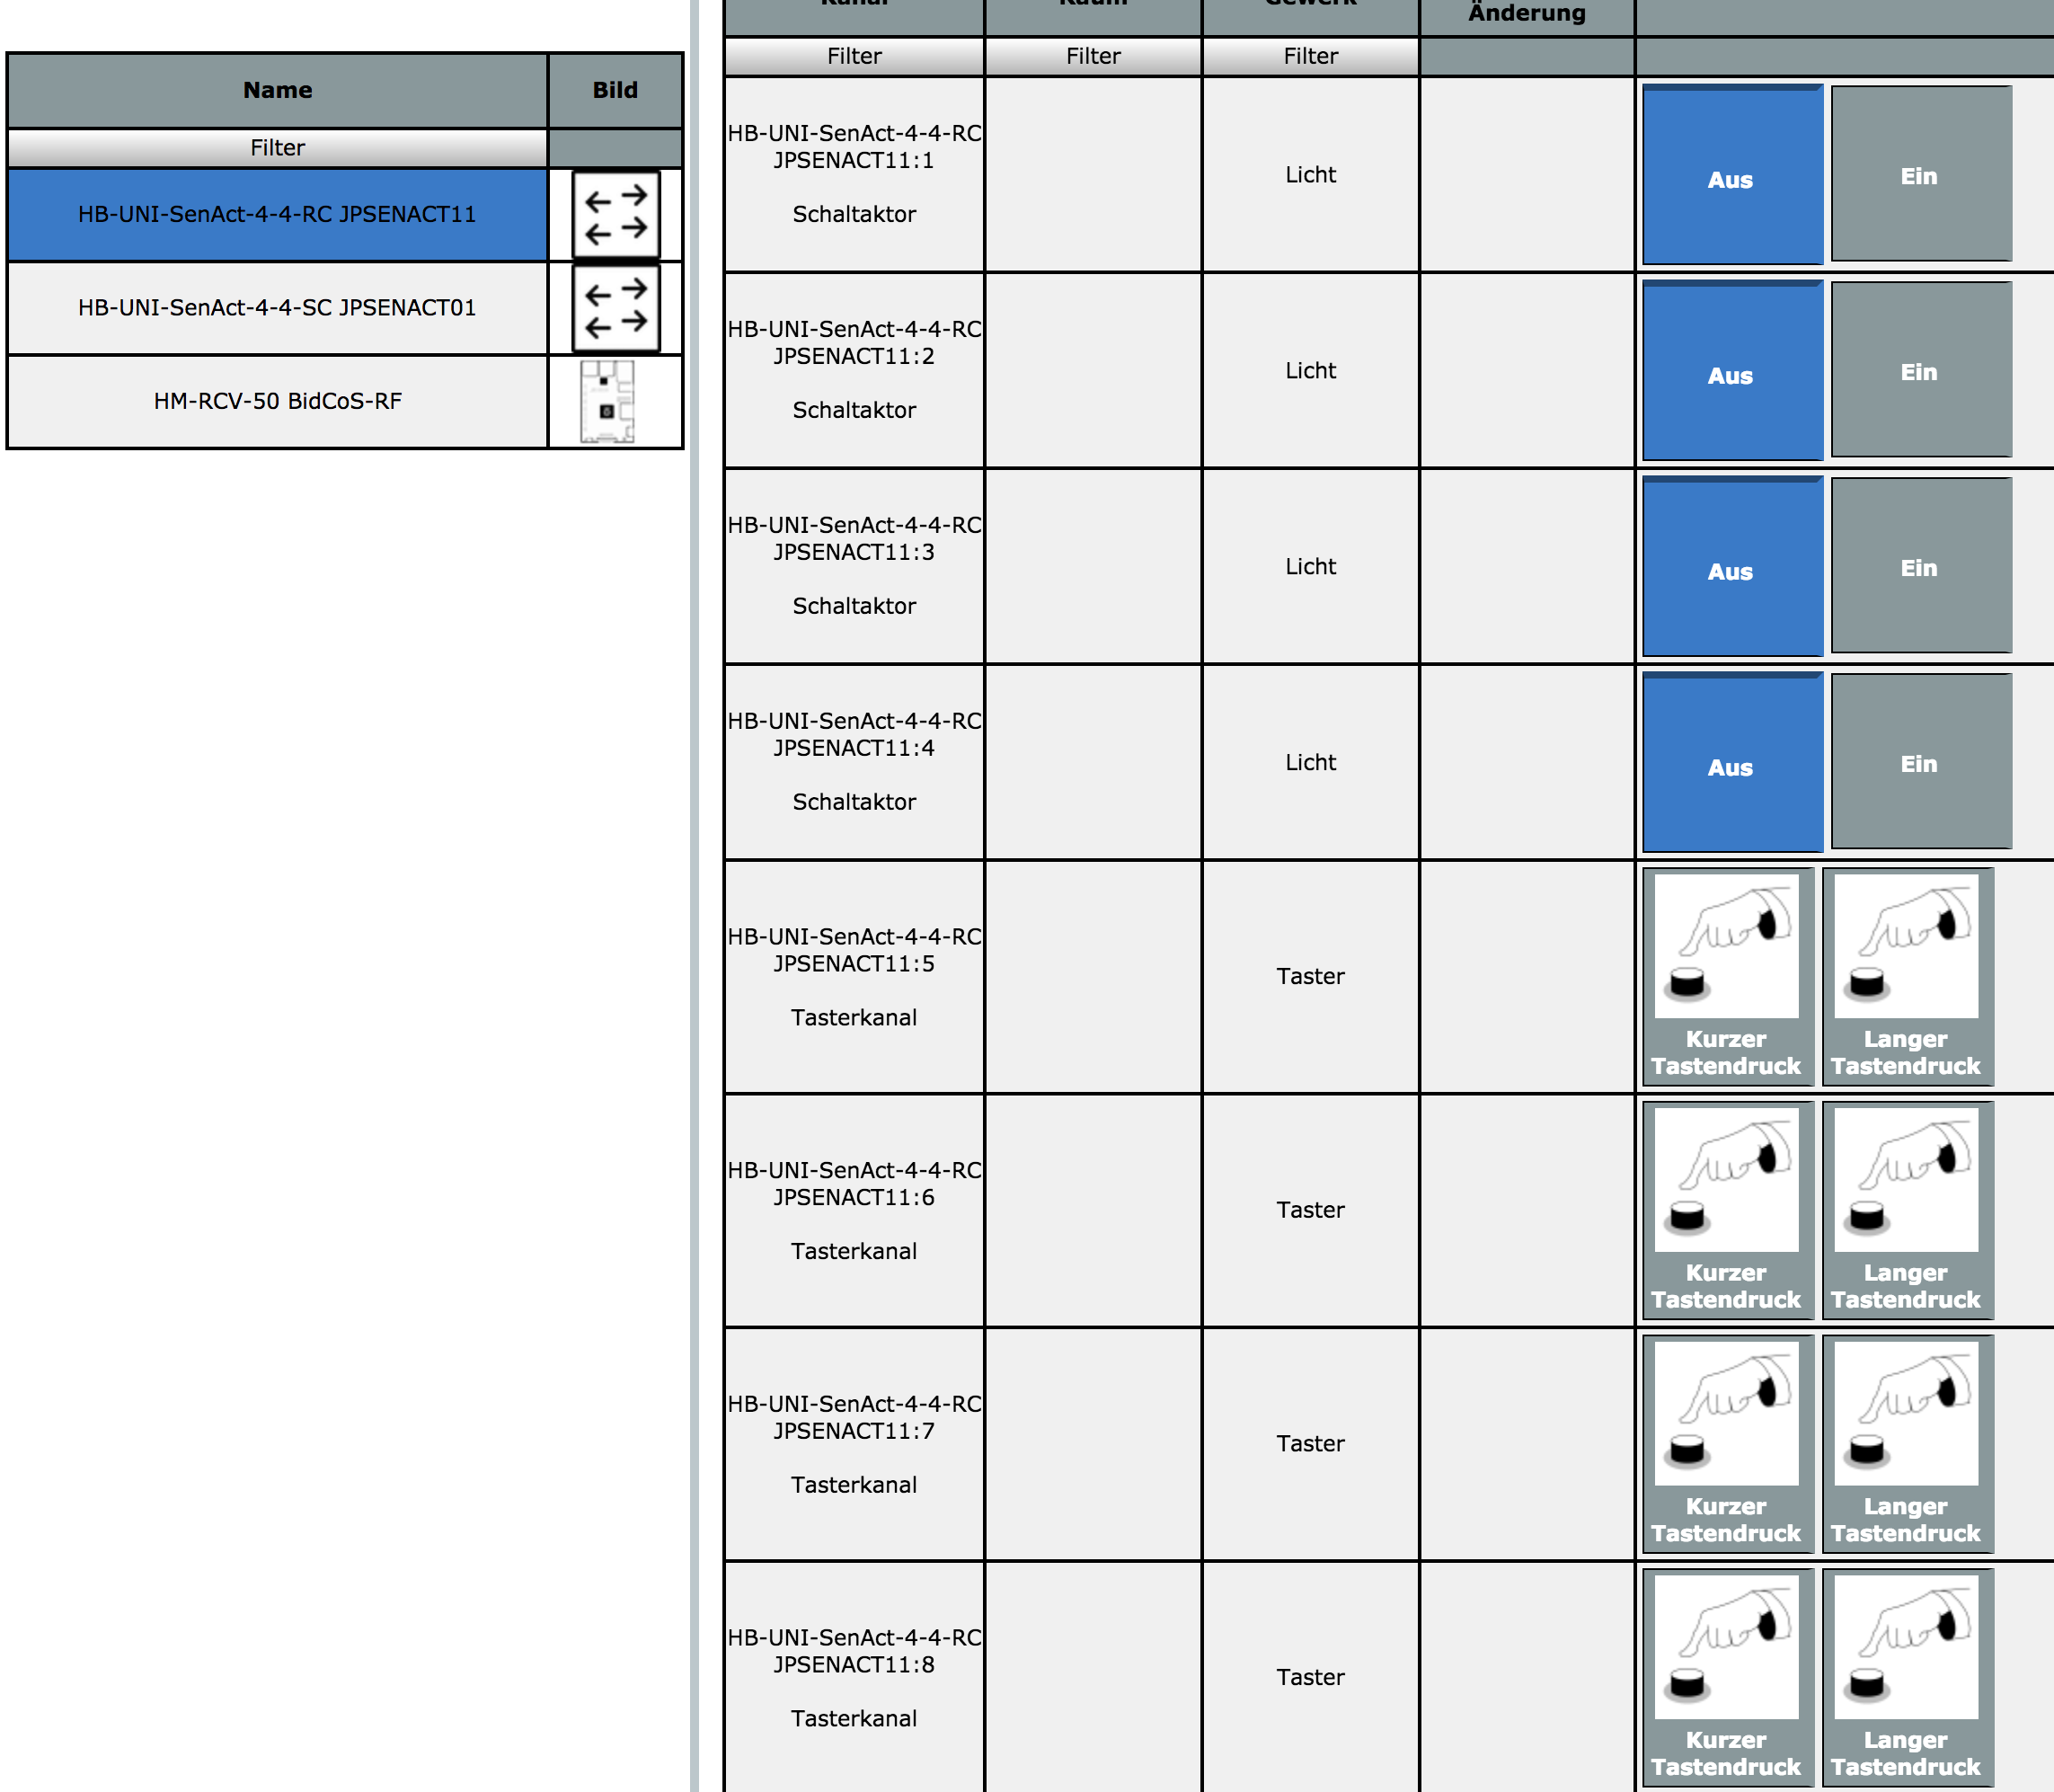 Name
Bild
Filter
HB-UNI-SenAct-4-4-RC JPSENACT11
HB-UNI-SenAct-4-4-SC JPSENACT01
HM-RCV-50 BidCoS-RF
Kanal
Raum
Gewerk
Änderung
Filter
Filter
Filter
HB-UNI-SenAct-4-4-RC
JPSENACT11:1
Schaltaktor
Licht
Aus
Ein
HB-UNI-SenAct-4-4-RC
JPSENACT11:2
Schaltaktor
Licht
Aus
Ein
HB-UNI-SenAct-4-4-RC
JPSENACT11:3
Schaltaktor
Licht
Aus
Ein
HB-UNI-SenAct-4-4-RC
JPSENACT11:4
Schaltaktor
Licht
Aus
Ein
HB-UNI-SenAct-4-4-RC
JPSENACT11:5
Tasterkanal
Taster
Kurzer
Tastendruck
Langer
Tastendruck
HB-UNI-SenAct-4-4-RC
JPSENACT11:6
Tasterkanal
Taster
Kurzer
Tastendruck
Langer
Tastendruck
HB-UNI-SenAct-4-4-RC
JPSENACT11:7
Tasterkanal
Taster
Kurzer
Tastendruck
Langer
Tastendruck
HB-UNI-SenAct-4-4-RC
JPSENACT11:8
Tasterkanal
Taster
Kurzer
Tastendruck
Langer
Tastendruck